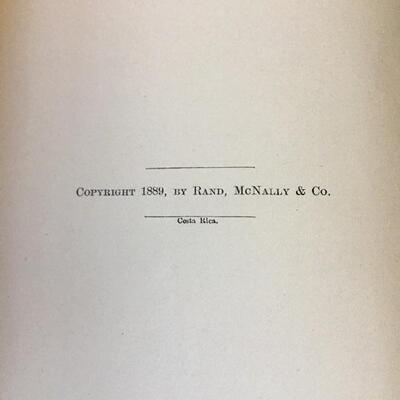 Copyright 1889, by Rand, McNally & Co.
Costa Rica.